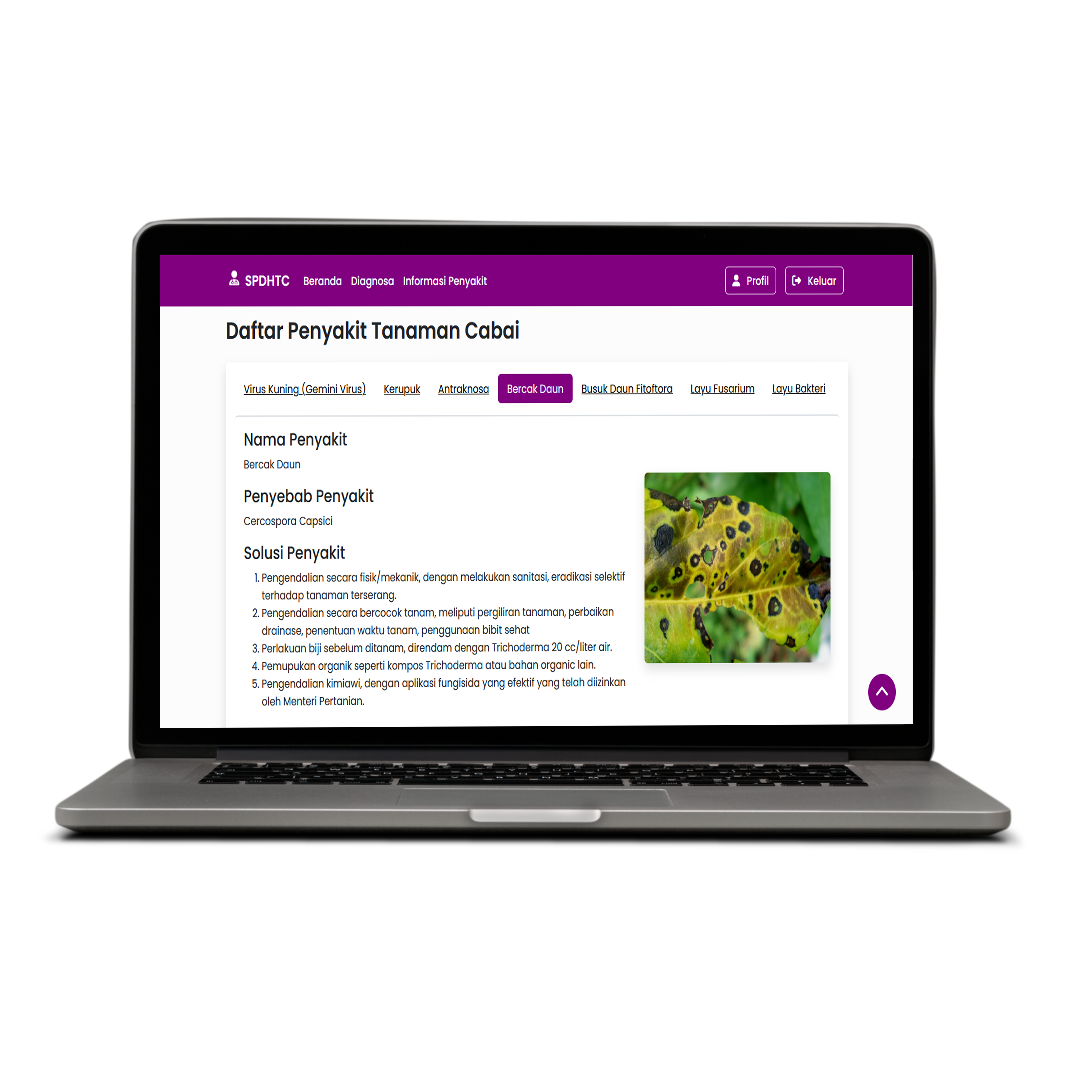 SPDHTC Beranda Diagnosa Informasi Penyakit Profil Keluar
Daftar Penyakit Tanaman Cabai
Virus Kuning (Gemini Virus) Kerupuk Antraknosa Bercak Daun Busuk Daun Fitoftora Layu Fusarium Layu Bakteri
Nama Penyakit
Bercak Daun
Penyebab Penyakit
Cercospora Capsici
Solusi Penyakit
1. Pengendalian secara fisik/mekanik, dengan melakukan sanitasi, eradikasi selektif
terhadap tanaman terserang.
2. Pengendalian secara bercocok tanam, meliputi pergiliran tanaman, perbaikan
drainase, penentuan waktu tanam, penggunaan bibit sehat
3. Perlakuan biji sebelum ditanam, direndam dengan Trichoderma 20 cc/liter air.
4. Pemupukan organik seperti kompos Trichoderma atau bahan organic lain.
5. Pengendalian kimiawi, dengan aplikasi fungisida yang efektif yang telah diizinkan
oleh Menteri Pertanian.